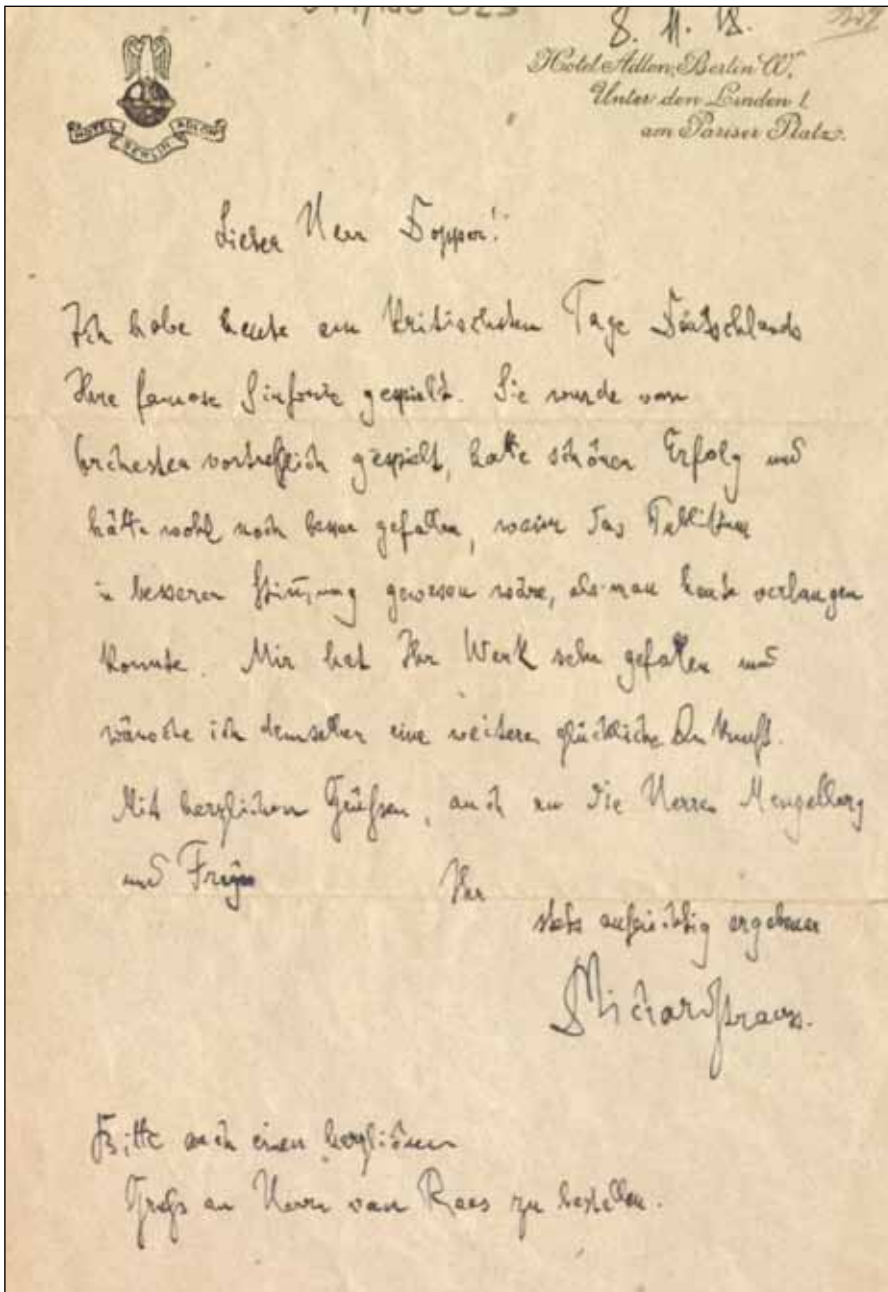 8. 11. 18.
HOTEL ADLON
BERLIN
Hotel Adlon, Berlin W.
Unter den Linden 1
am Pariser Platz.
Lieber Herr Dopper!
Ich habe heute am kritischsten Tage Deutschlands
Ihre famose Sinfonie gespielt. Sie wurde vom
Orchester vortrefflich gespielt, hatte schönen Erfolg und
hätte wohl noch besser gefallen, wenn das Publikum
in besserer Stimmung gewesen wäre, als man heute verlangen
konnte. Mir hat Ihr Werk sehr gefallen und
wünsche ich demselben eine weitere glückliche Zukunft.
Mit herzlichen Grüßen, auch an die Herren Mengelberg
und
Ihr
stets aufrichtig ergebener
Richard Strauss.
Bitte auch einen herzlichen
Gruß an Herrn van Rees zu bestellen.